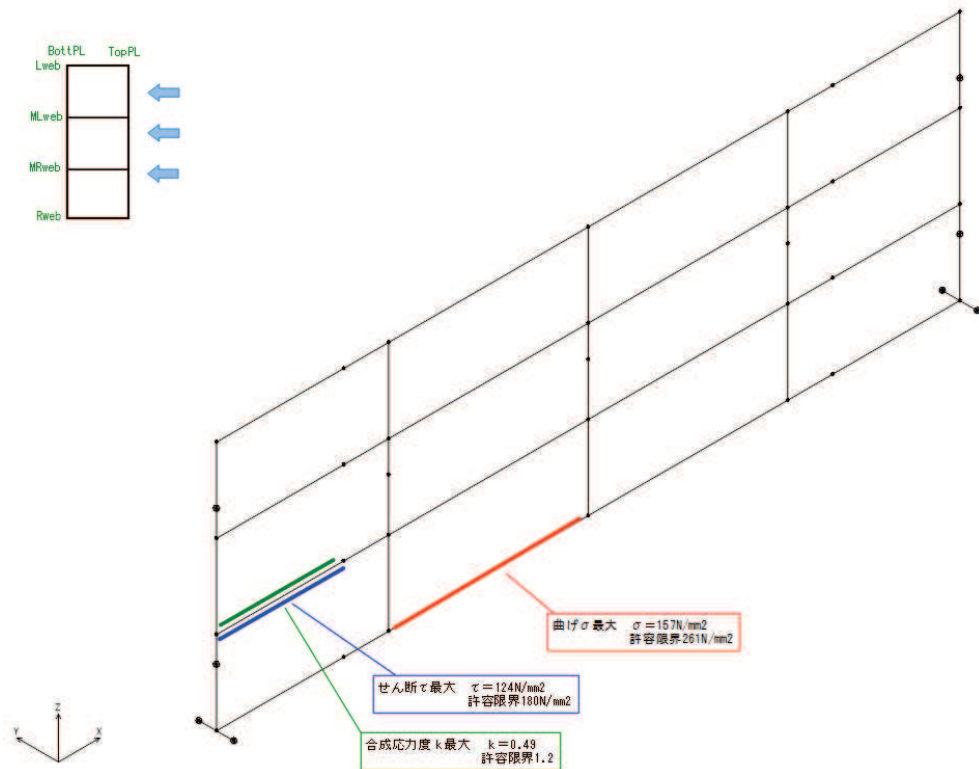 BottPL TopPL
Lweb
MLweb
MRweb
Rweb
曲げσ最大 σ=157N/mm2
許容限界261N/mm2
せん断τ最大 τ=124N/mm2
許容限界180N/mm2
合成応力度k最大 k=0.49
許容限界1.2
Z
Y
X